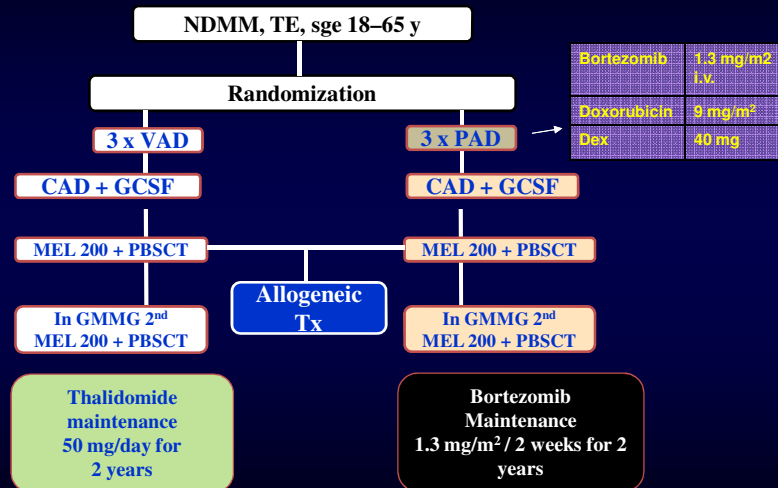 NDMM, TE, sge 18–65 y
Randomization
Bortezomib 1.3 mg/m2
i.v.
Doxorubicin 9 mg/m²
Dex 40 mg
3 x VAD
3 x PAD
CAD + GCSF
CAD + GCSF
MEL 200 + PBSCT
MEL 200 + PBSCT
Allogeneic
Tx
In GMMG 2nd
MEL 200 + PBSCT
In GMMG 2nd
MEL 200 + PBSCT
Thalidomide
maintenance
50 mg/day for
2 years
Bortezomib
Maintenance
1.3 mg/m² / 2 weeks for 2
years